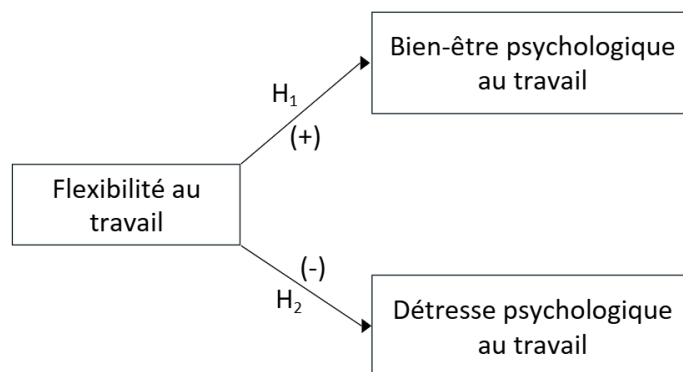 Bien-être psychologique
au travail
H₁
(+)
Flexibilité au
travail
(-)
H₂
Détresse psychologique
au travail